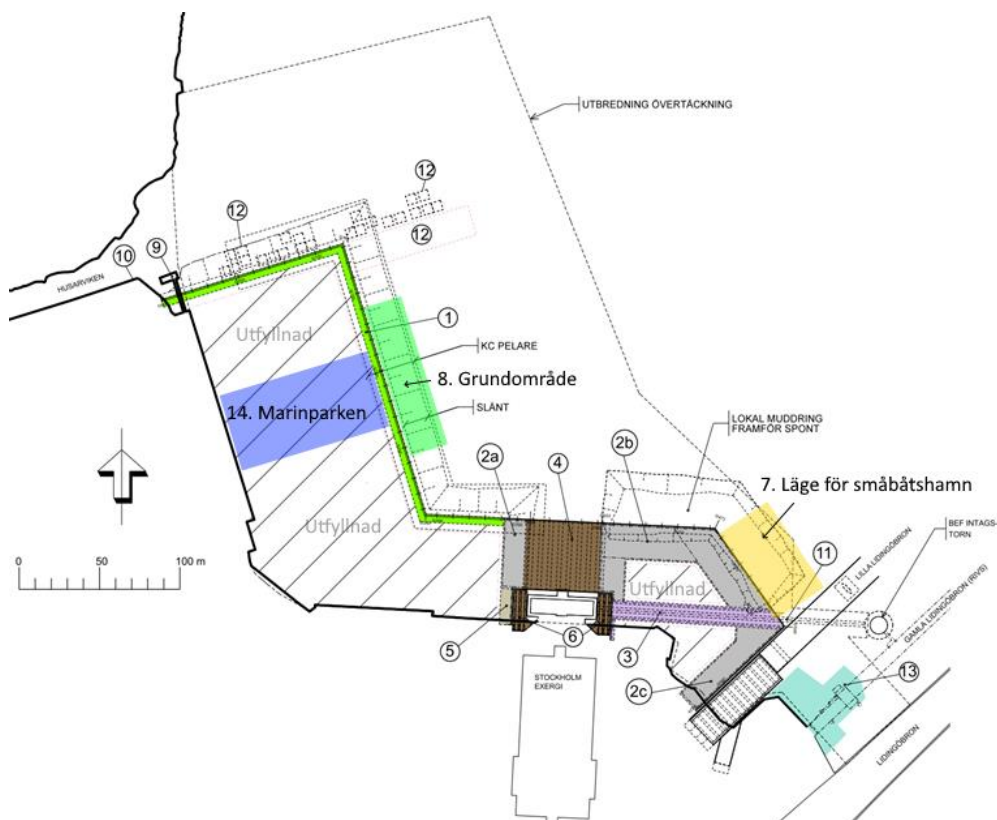 UTBREDNING ÖVERTÄCKNING
12
12
12
9
10
HUSARVIKEN
1
Utfyllnad
KC PELARE
8. Grundområde
14. Marinparken
SLÄNT
LOKAL MUDDRING
FRAMFÖR SPONT
2a
4
2b
7. Läge för småbåtshamn
Utfyllnad
BEF INTAGS-
TORN
11
LILLA LIDINGÖBRON
0 50 100 m
Utfyllnad
GAMLA LIDINGÖBRON (RIVS)
5
6
3
STOCKHOLM
EXERGI
2c
13
LIDINGÖBRON